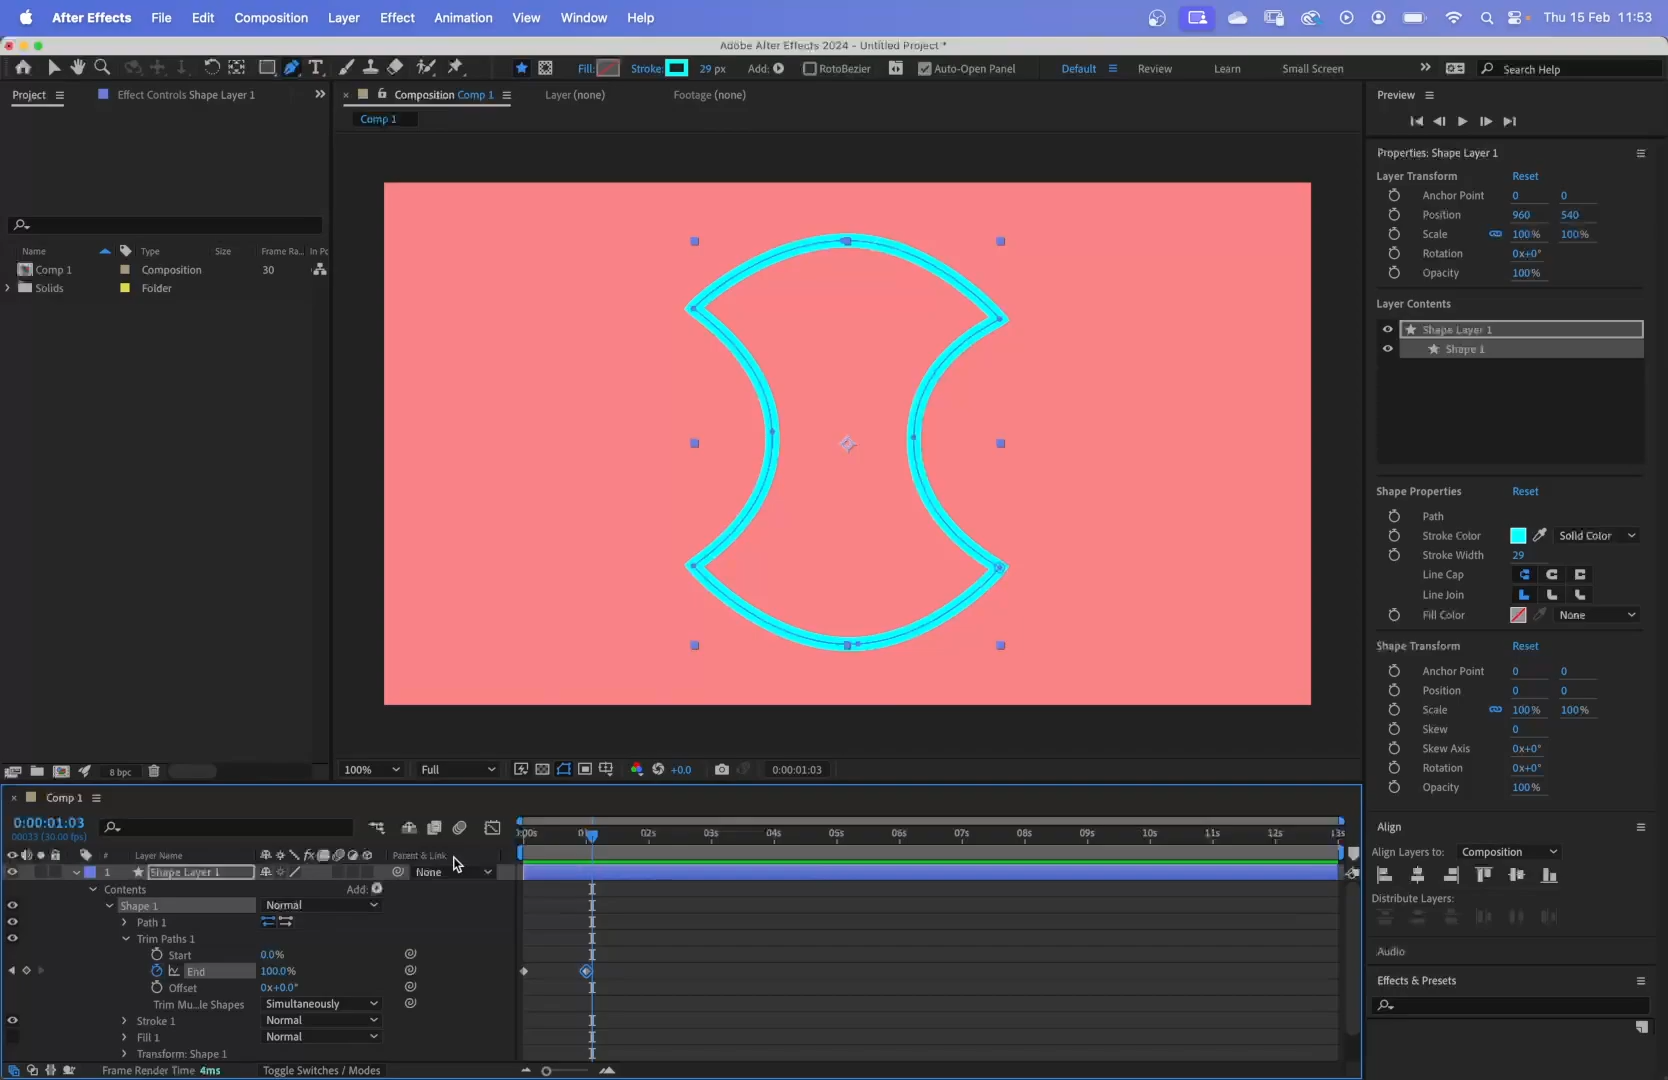 After Effects File Edit Composition Layer Effect Animation View Window Help Thu 15 Feb 11:53
Adobe After Effects 2024 - Untitled Project *
Fill: Stroke: 29 px Add: RotoBezier Auto-Open Panel Default Review Learn Small Screen Search Help
Project Effect Controls Shape Layer 1 Composition Comp 1 Layer (none) Footage (none) Preview
Comp 1
Name Type Size Frame Ra... In Po
Comp 1 Composition 30
Solids Folder
8 bpc
100% Full +0.0 0:00:01:03
Properties: Shape Layer 1
Layer Transform Reset
Anchor Point 0 0
Position 960 540
Scale 100% 100%
Rotation 0x+0°
Opacity 100%
Layer Contents
Shape Layer 1
Shape 1
Shape Properties Reset
Path
Stroke Color Solid Color
Stroke Width 29
Line Cap
Line Join
Fill Color None
Shape Transform Reset
Anchor Point 0 0
Position 0 0
Scale 100% 100%
Skew 0
Skew Axis 0x+0°
Rotation 0x+0°
Opacity 100%
Align
Align Layers to: Composition
Distribute Layers:
Audio
Effects & Presets
Comp 1
0:00:01:03
00033 (30.00 fps)
:00s 02s 03s 04s 05s 06s 07s 08s 09s 10s 11s 12s 13s
# Layer Name Parent & Link
1 Shape Layer 1 None
Contents Add:
Shape 1 Normal
Path 1
Trim Paths 1
Start 0.0%
End 100.0%
Offset 0x+0.0°
Trim Mu...le Shapes Simultaneously
Stroke 1 Normal
Fill 1 Normal
Transform: Shape 1
Frame Render Time 4ms Toggle Switches / Modes